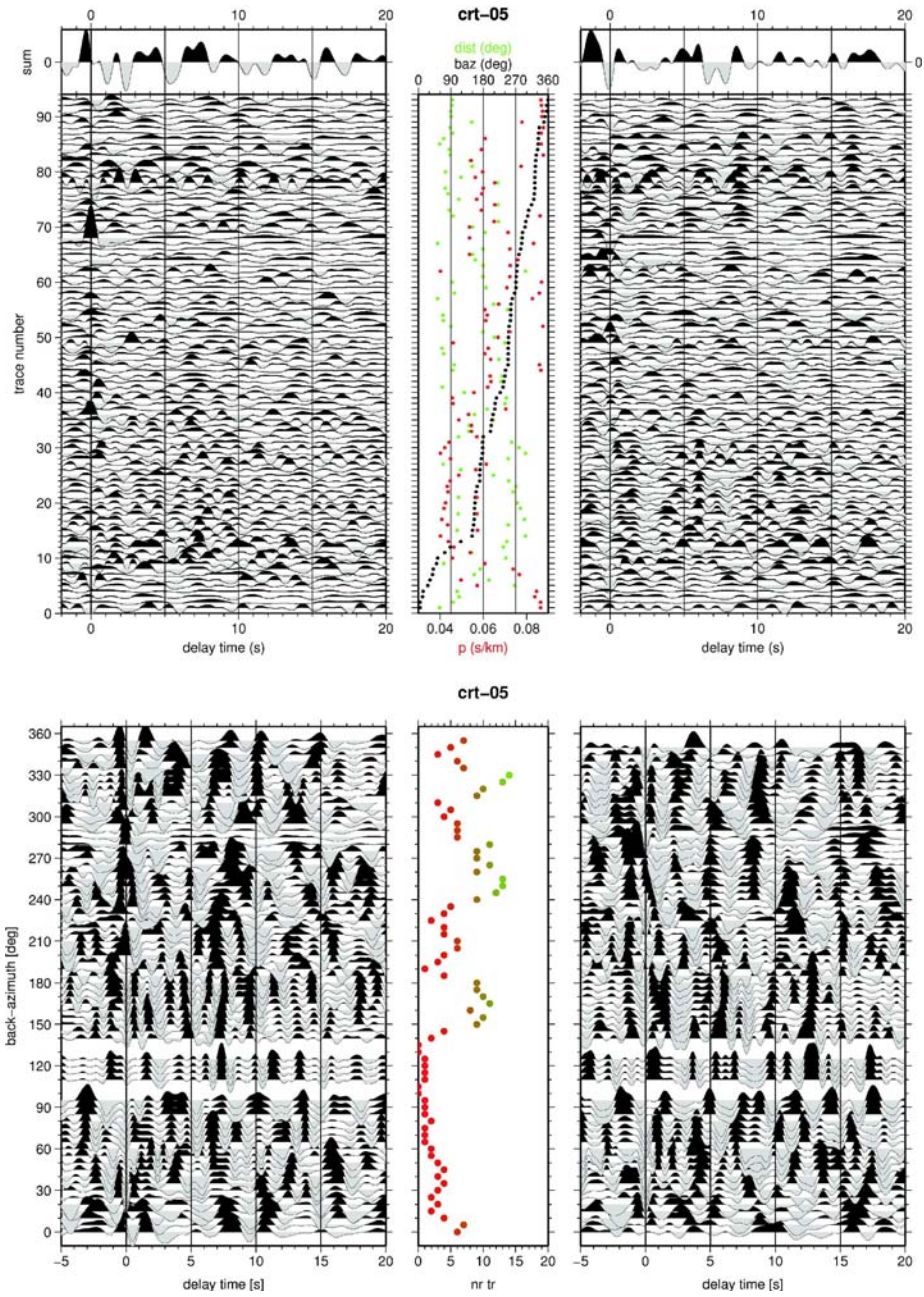 crt-05
dist (deg)
baz (deg)
0 10 20
0 90 180 270 360
0 10 20
sum
0
0
trace number
90
80
70
60
50
40
30
20
10
0
0 10 20
0.04 0.06 0.08
0 10 20
delay time (s)
p (s/km)
delay time (s)
crt-05
back-azimuth [deg]
360
330
300
270
240
210
180
150
120
90
60
30
0
-5 0 5 10 15 20
0 5 10 15 20
-5 0 5 10 15 20
delay time [s]
nr tr
delay time [s]